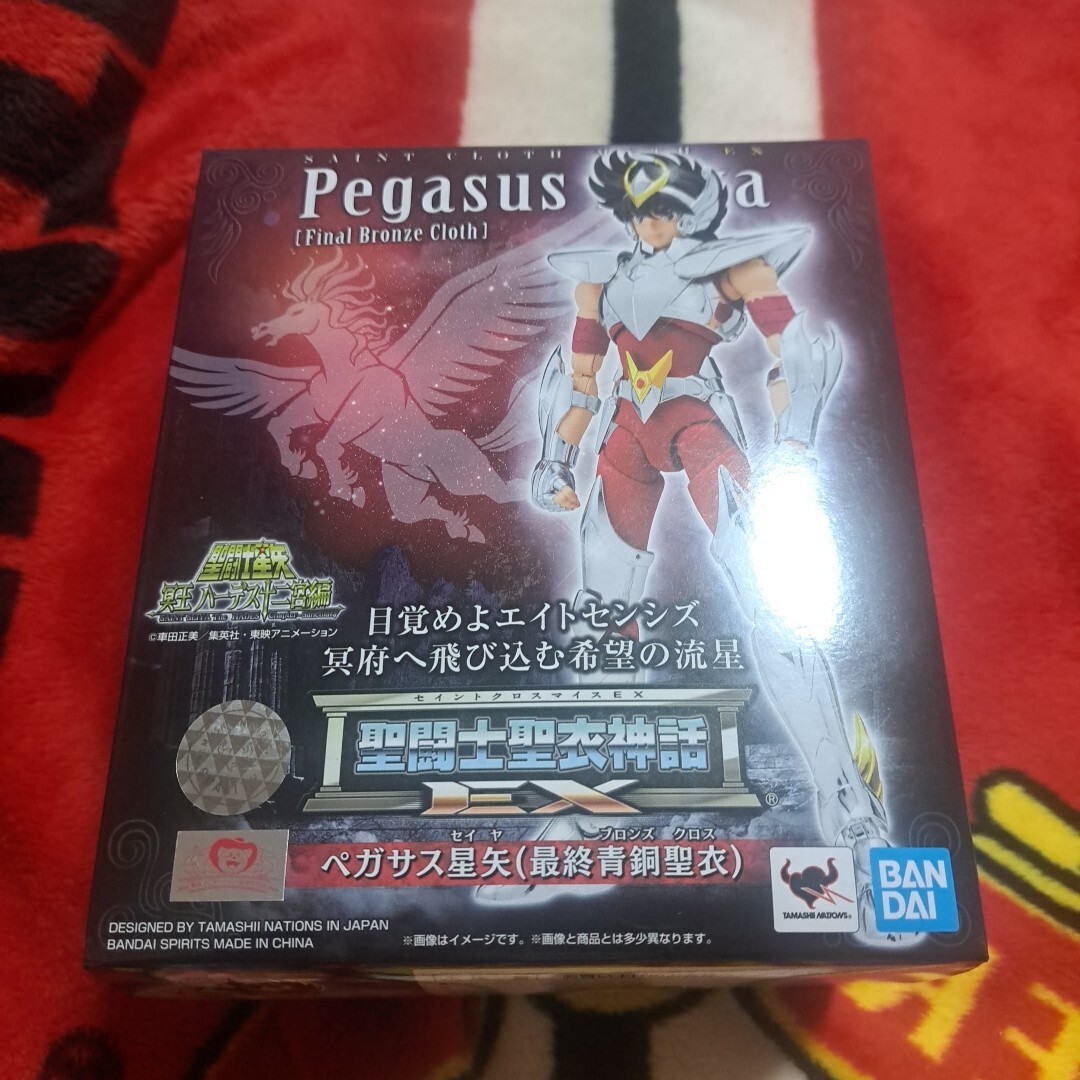 SAINT CLOTH MYTH EX
Pegasus
a
[Final Bronze Cloth]
聖闘士星矢
冥王 ハーデス十二宮編
©車田正美/集英社・東映アニメーション
目覚めよエイトセンシズ
冥府へ飛び込む希望の流星
セイントクロスマイスEX
聖闘士聖衣神話
EX
®
セイヤ ブロンズ クロス
ペガサス星矢(最終青銅聖衣)
DESIGNED BY TAMASHII NATIONS IN JAPAN
BANDAI SPIRITS MADE IN CHINA
※画像はイメージです。※画像と商品とは多少異なります。
TAMASHII NATIONS®
BAN
DAI